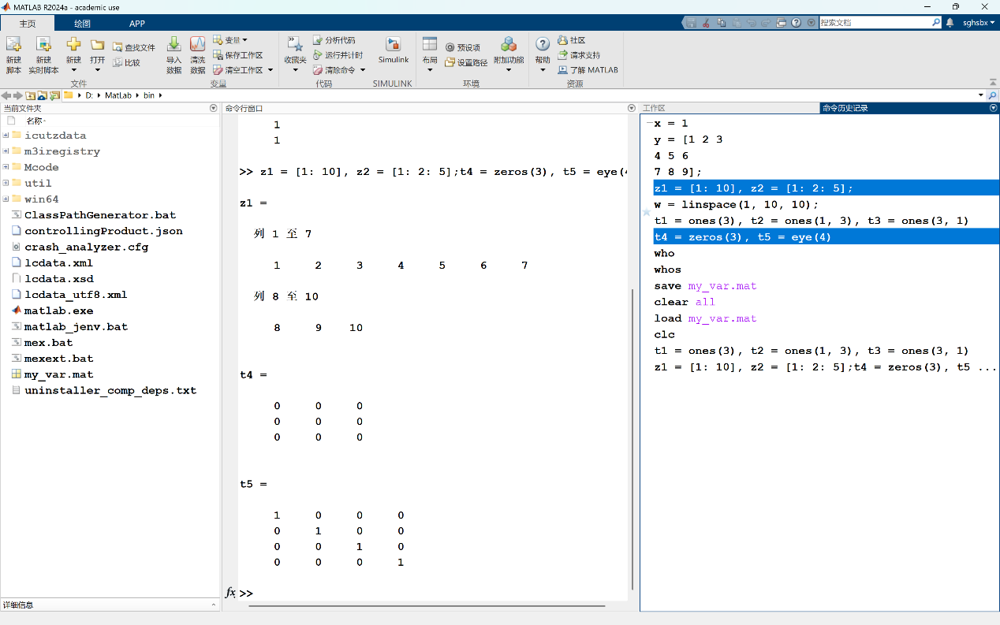 MATLAB R2024a - academic use
主页 绘图 APP
搜索文档 sghsbx
新建 脚本
新建 实时脚本
新建
打开
查找文件
比较
导入 数据
清洗 数据
变量
保存工作区
清空工作区
收藏夹
分析代码
运行并计时
清除命令
Simulink
布局
预设项
设置路径
附加功能
帮助
社区
请求支持
了解 MATLAB
文件 变量 代码 SIMULINK 环境 资源
D: MatLab bin
当前文件夹
名称
icutzdata
m3iregistry
Mcode
util
win64
ClassPathGenerator.bat
controllingProduct.json
crash_analyzer.cfg
lcdata.xml
lcdata.xsd
lcdata_utf8.xml
matlab.exe
matlab_jenv.bat
mex.bat
mexext.bat
my_var.mat
uninstaller_comp_deps.txt
详细信息
命令行窗口
1
1
>> z1 = [1: 10], z2 = [1: 2: 5];t4 = zeros(3), t5 = eye(
z1 =
列 1 至 7
1 2 3 4 5 6 7
列 8 至 10
8 9 10
t4 =
0 0 0
0 0 0
0 0 0
t5 =
1 0 0 0
0 1 0 0
0 0 1 0
0 0 0 1
fx >>
工作区 命令历史记录
x = 1
y = [1 2 3
4 5 6
7 8 9];
z1 = [1: 10], z2 = [1: 2: 5];
w = linspace(1, 10, 10);
t1 = ones(3), t2 = ones(1, 3), t3 = ones(3, 1)
t4 = zeros(3), t5 = eye(4)
who
whos
save my_var.mat
clear all
load my_var.mat
clc
t1 = ones(3), t2 = ones(1, 3), t3 = ones(3, 1)
z1 = [1: 10], z2 = [1: 2: 5];t4 = zeros(3), t5 ...